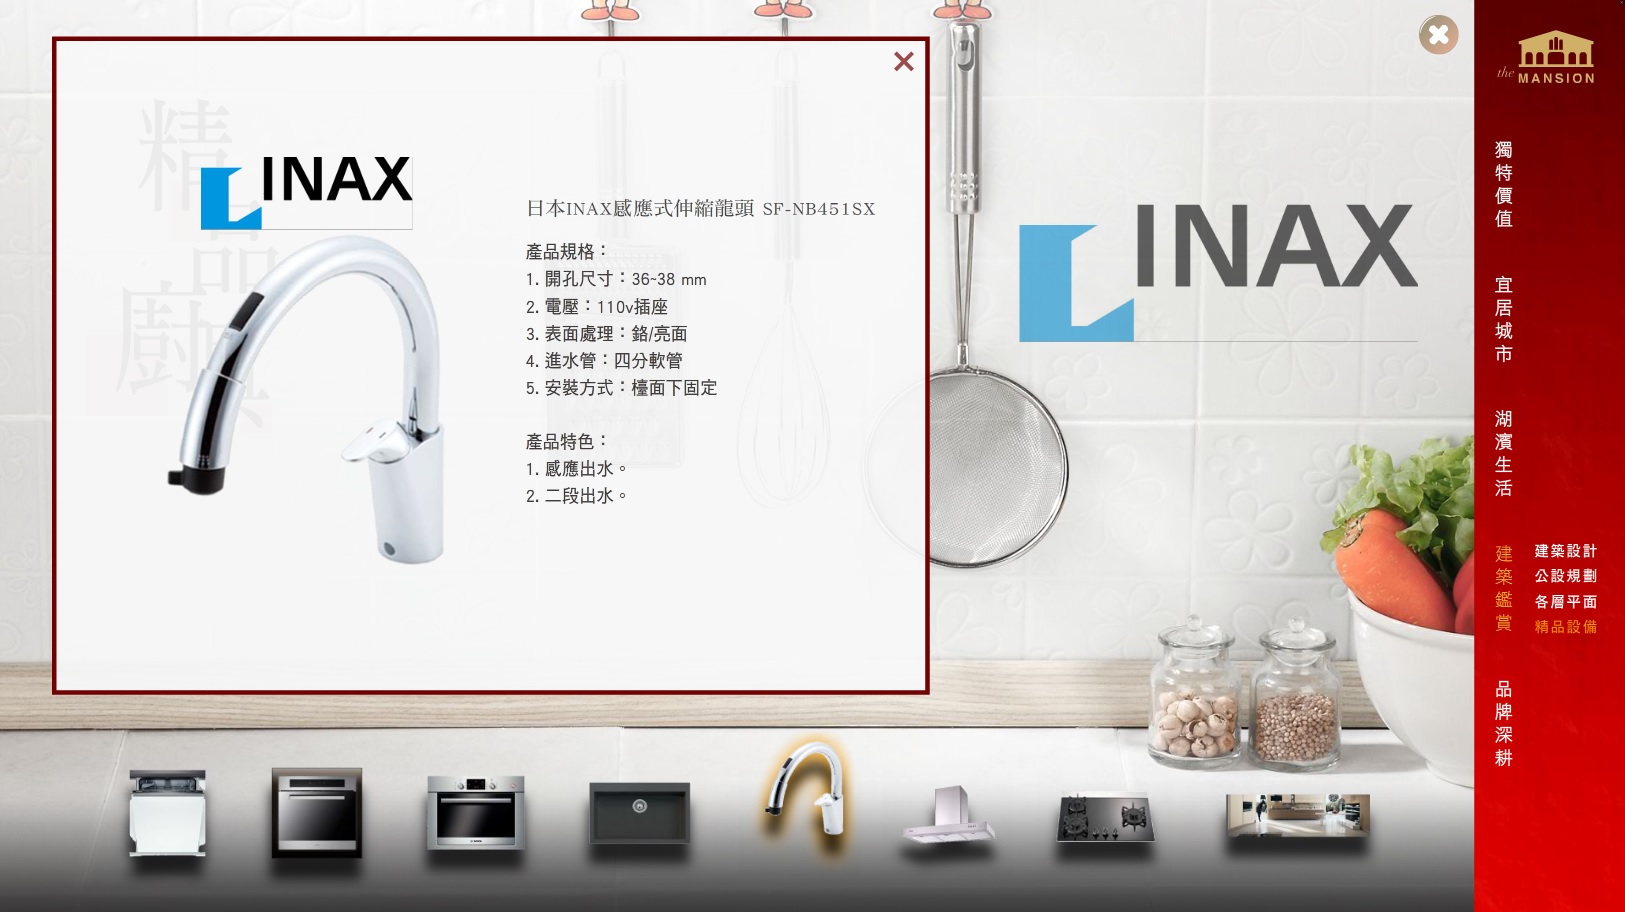 精品
廚具
INAX
日本INAX感應式伸縮龍頭 SF-NB451SX
產品規格：
1. 開孔尺寸：36~38 mm
2. 電壓：110v插座
3. 表面處理：鉻/亮面
4. 進水管：四分軟管
5. 安裝方式：檯面下固定
產品特色：
1. 感應出水。
2. 二段出水。
INAX
the MANSION
獨特價值
宜居城市
湖濱生活
建築鑑賞
建築設計
公設規劃
各層平面
精品設備
品牌深耕